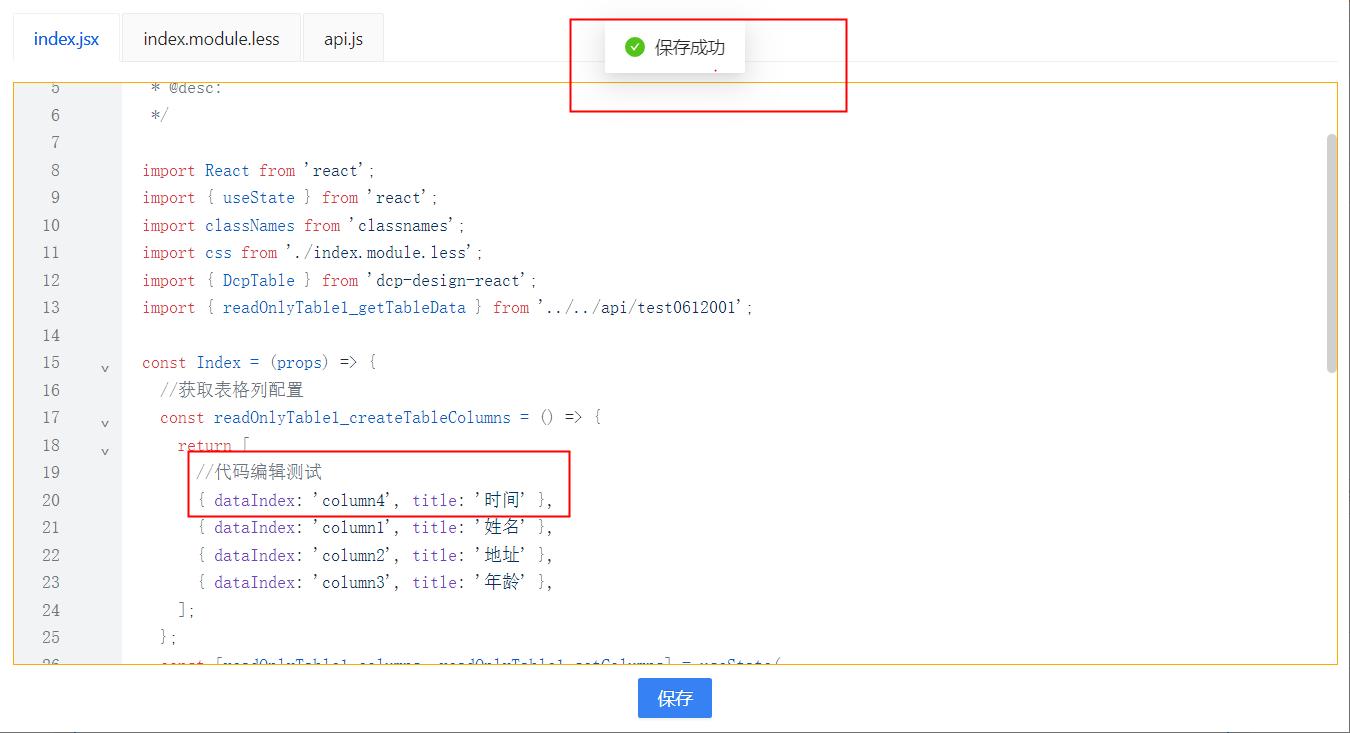 index.jsx index.module.less api.js
保存成功
5 * @desc:
6 */
7
8 import React from 'react';
9 import { useState } from 'react';
10 import classNames from 'classnames';
11 import css from './index.module.less';
12 import { DcpTable } from 'dcp-design-react';
13 import { readOnlyTable1_getTableData } from '../../api/test0612001';
14
15 const Index = (props) => {
16 //获取表格列配置
17 const readOnlyTable1_createTableColumns = () => {
18 return [
19 //代码编辑测试
20 { dataIndex: 'column4', title: '时间' },
21 { dataIndex: 'column1', title: '姓名' },
22 { dataIndex: 'column2', title: '地址' },
23 { dataIndex: 'column3', title: '年龄' },
24 ];
25 };
26 const [readOnlyTable1_columns, readOnlyTable1_setColumns] = useState(
保存